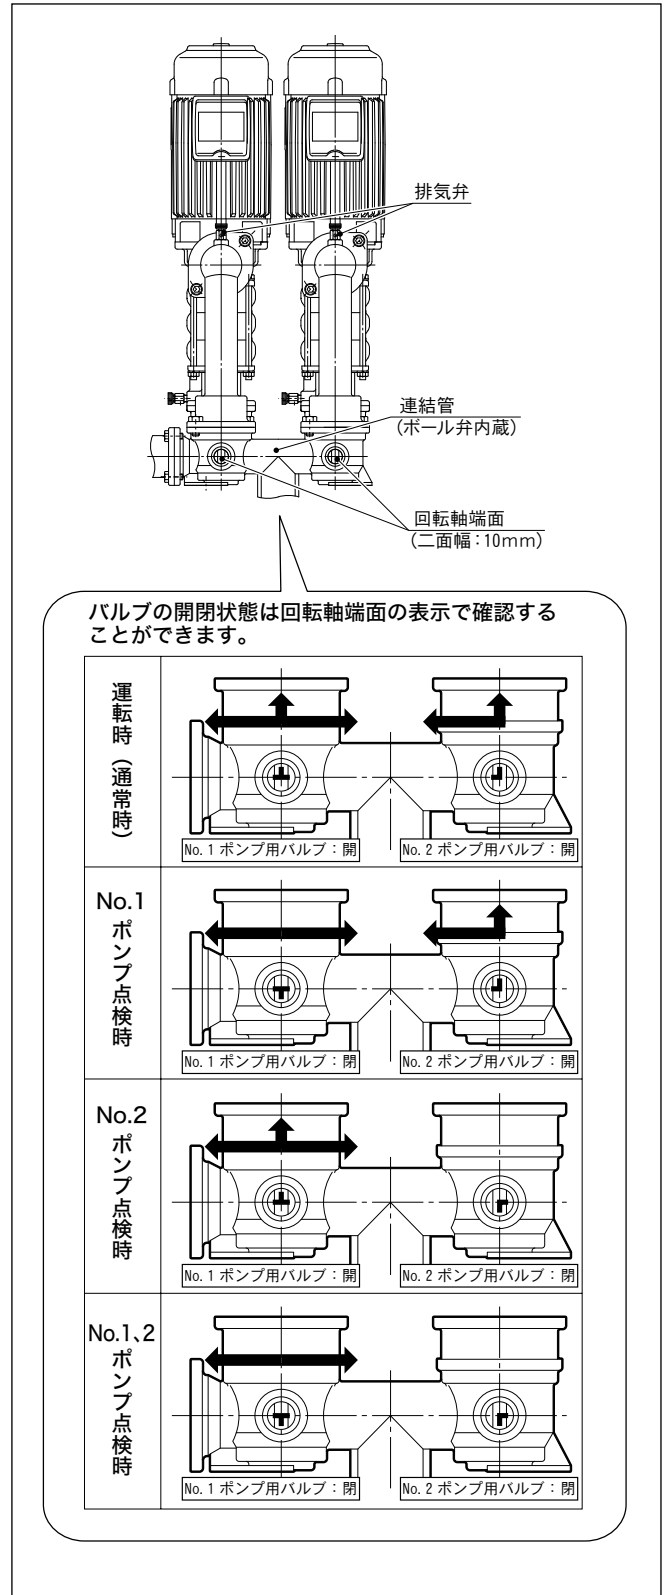 排気弁
連結管
(ボール弁内蔵)
回転軸端面
(二面幅:10mm)
バルブの開閉状態は回転軸端面の表示で確認する
ことができます。
運転時(通常時)
No.1 ポンプ用バルブ:開
No.2 ポンプ用バルブ:開
No.1
ポンプ点検時
No.1 ポンプ用バルブ:閉
No.2 ポンプ用バルブ:開
No.2
ポンプ点検時
No.1 ポンプ用バルブ:開
No.2 ポンプ用バルブ:閉
No.1、2
ポンプ点検時
No.1 ポンプ用バルブ:閉
No.2 ポンプ用バルブ:閉